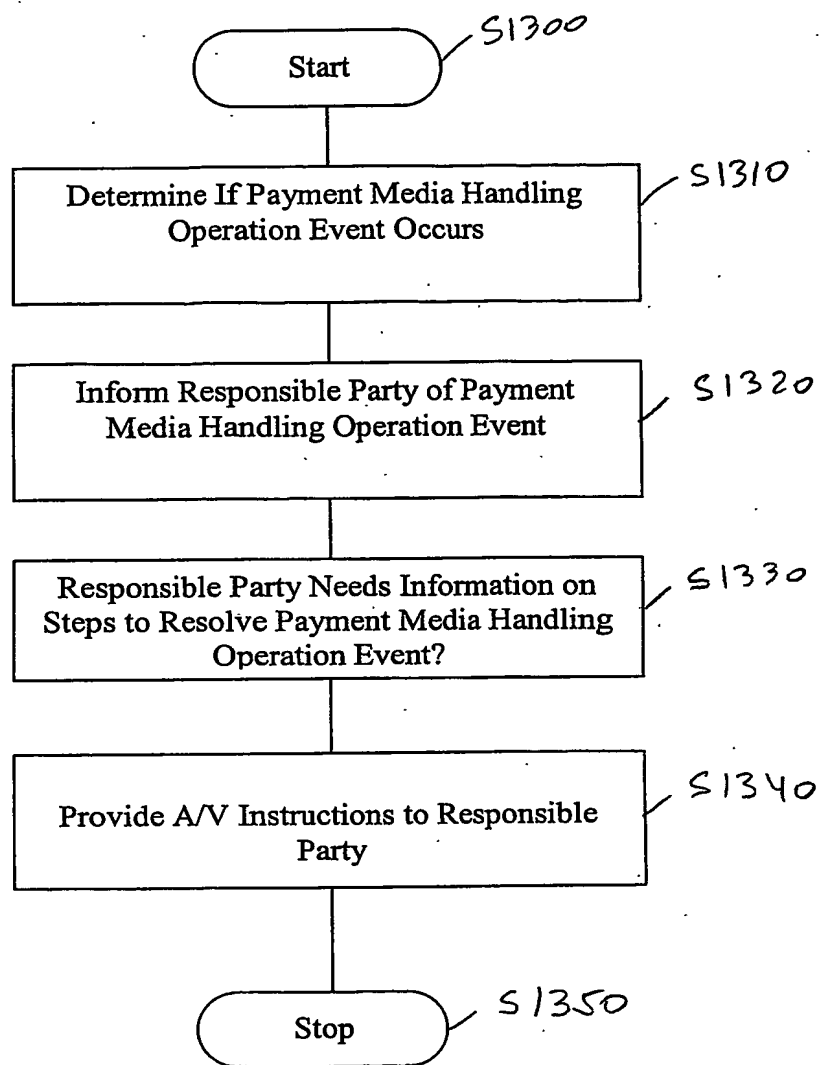 Start
S1300
Determine If Payment Media Handling
Operation Event Occurs
S1310
Inform Responsible Party of Payment
Media Handling Operation Event
S1320
Responsible Party Needs Information on
Steps to Resolve Payment Media Handling
Operation Event?
S1330
Provide A/V Instructions to Responsible
Party
S1340
Stop
S1350